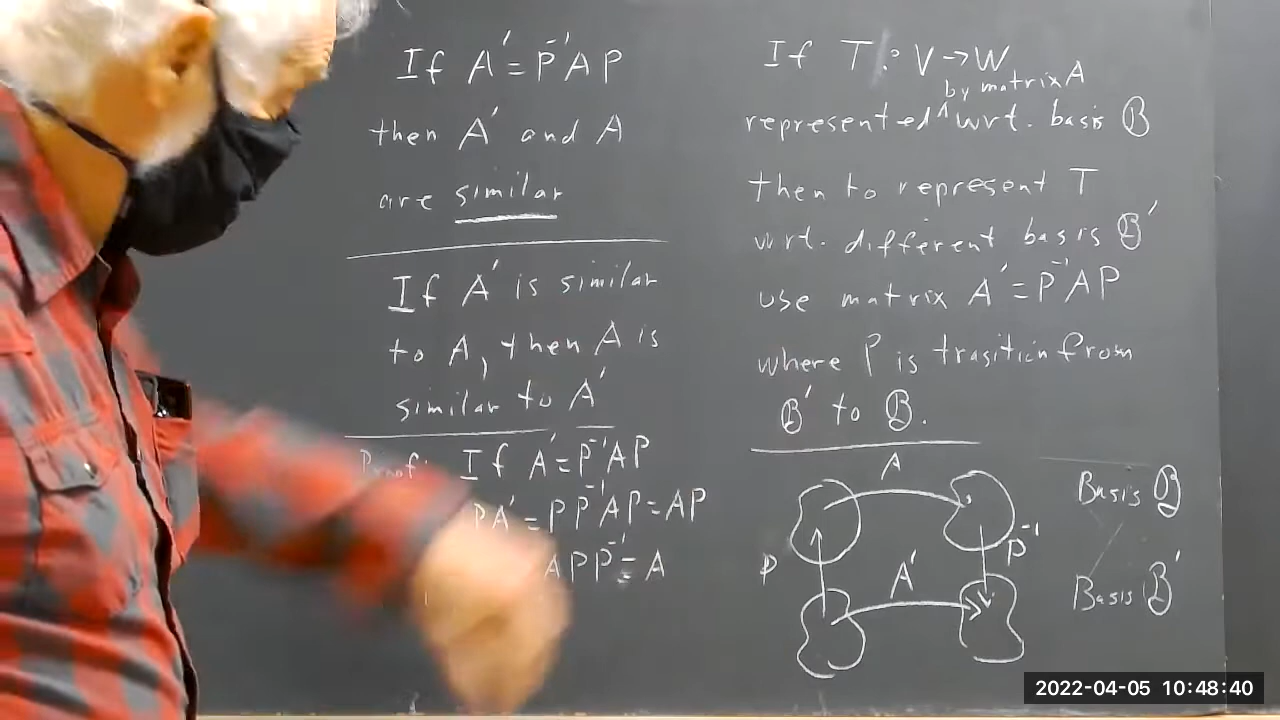 If A' = P⁻¹AP
then A' and A
are similar
If A' is similar
to A, then A is
similar to A'
Proof: If A' = P⁻¹AP
PA' = PP⁻¹AP = AP
APP⁻¹ = A
If T: V → W
by matrix A
represented ^ wrt. basis B
then to represent T
wrt. different basis B'
use matrix A' = P⁻¹AP
where P is trasition from
B' to B.
A
Basis B
P P⁻¹
A'
Basis B'
2022-04-05 10:48:40